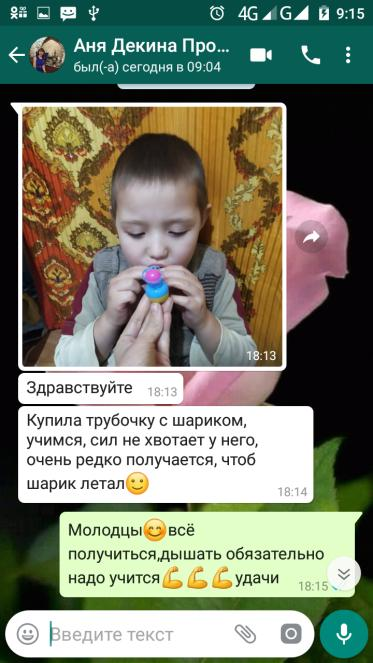 4G G 9:15
Аня Декина Про...
был(-а) сегодня в 09:04
18:13
Здравствуйте 18:13
Купила трубочку с шариком,
учимся, сил не хвотает у него,
очень редко получается, чтоб
шарик летал🙂
18:14
Молодцы😊всё
получиться,дышать обязательно
надо учится💪💪💪удачи
18:15
Введите текст